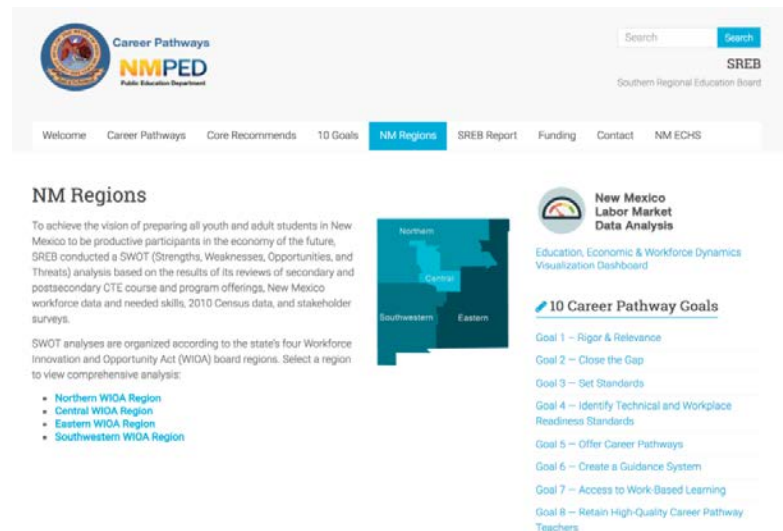 Career Pathways
NMPED
Public Education Department
Search
Search
SREB
Southern Regional Education Board
Welcome
Career Pathways
Core Recommends
10 Goals
NM Regions
SREB Report
Funding
Contact
NM ECHS
NM Regions
To achieve the vision of preparing all youth and adult students in New
Mexico to be productive participants in the economy of the future,
SREB conducted a SWOT (Strengths, Weaknesses, Opportunities, and
Threats) analysis based on the results of its reviews of secondary and
postsecondary CTE course and program offerings, New Mexico
workforce data and needed skills, 2010 Census data, and stakeholder
surveys.
SWOT analyses are organized according to the state's four Workforce
Innovation and Opportunity Act (WIOA) board regions. Select a region
to view comprehensive analysis:
Northern WIOA Region
Central WIOA Region
Eastern WIOA Region
Southwestern WIOA Region
Northern
Central
Southwestern
Eastern
New Mexico
Labor Market
Data Analysis
Education, Economic & Workforce Dynamics
Visualization Dashboard
10 Career Pathway Goals
Goal 1 – Rigor & Relevance
Goal 2 – Close the Gap
Goal 3 – Set Standards
Goal 4 – Identify Technical and Workplace
Readiness Standards
Goal 5 – Offer Career Pathways
Goal 6 – Create a Guidance System
Goal 7 – Access to Work-Based Learning
Goal 8 – Retain High-Quality Career Pathway
Teachers